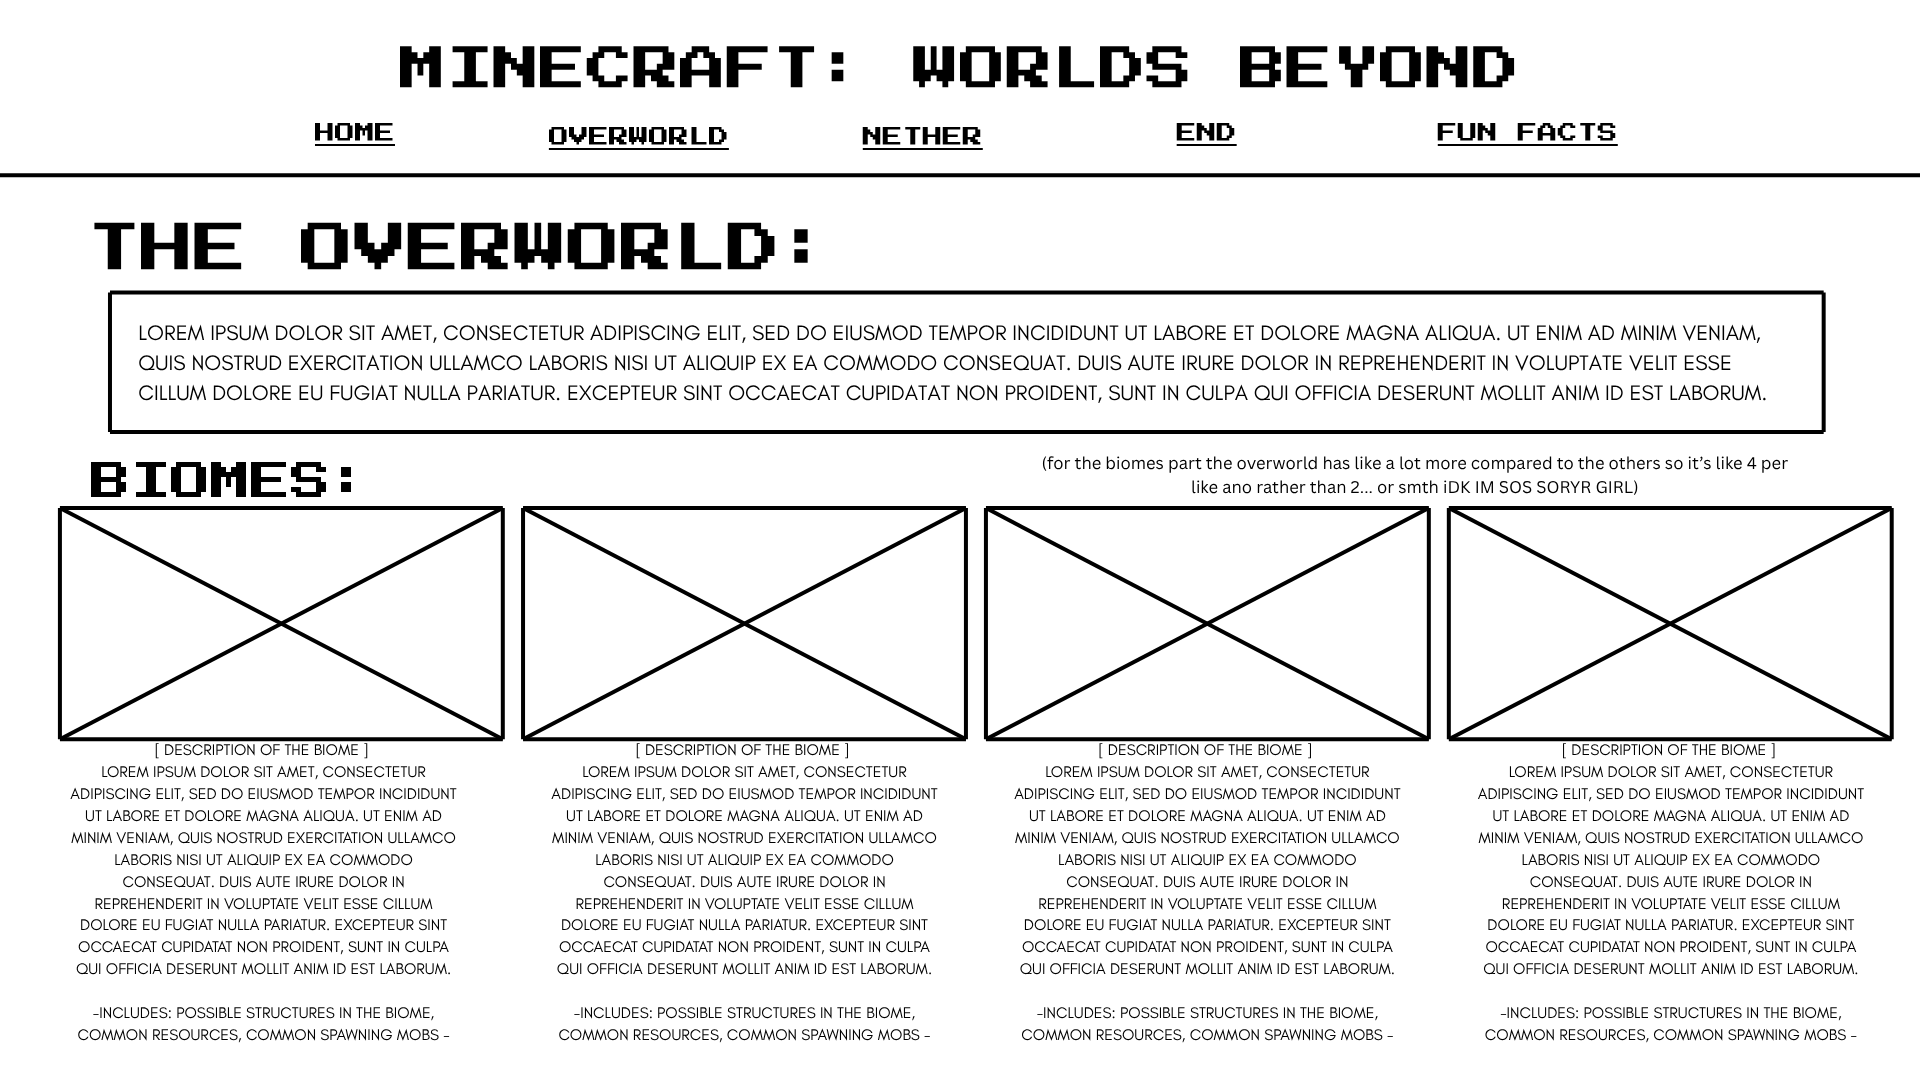 MINECRAFT: WORLDS BEYOND
HOME OVERWORLD NETHER END FUN FACTS
THE OVERWORLD:
LOREM IPSUM DOLOR SIT AMET, CONSECTETUR ADIPISCING ELIT, SED DO EIUSMOD TEMPOR INCIDIDUNT UT LABORE ET DOLORE MAGNA ALIQUA. UT ENIM AD MINIM VENIAM,
QUIS NOSTRUD EXERCITATION ULLAMCO LABORIS NISI UT ALIQUIP EX EA COMMODO CONSEQUAT. DUIS AUTE IRURE DOLOR IN REPREHENDERIT IN VOLUPTATE VELIT ESSE
CILLUM DOLORE EU FUGIAT NULLA PARIATUR. EXCEPTEUR SINT OCCAECAT CUPIDATAT NON PROIDENT, SUNT IN CULPA QUI OFFICIA DESERUNT MOLLIT ANIM ID EST LABORUM.
BIOMES:
(for the biomes part the overworld has like a lot more compared to the others so it's like 4 per
like ano rather than 2... or smth iDK IM SOS SORYR GIRL)
[ DESCRIPTION OF THE BIOME ]
LOREM IPSUM DOLOR SIT AMET, CONSECTETUR
ADIPISCING ELIT, SED DO EIUSMOD TEMPOR INCIDIDUNT
UT LABORE ET DOLORE MAGNA ALIQUA. UT ENIM AD
MINIM VENIAM, QUIS NOSTRUD EXERCITATION ULLAMCO
LABORIS NISI UT ALIQUIP EX EA COMMODO
CONSEQUAT. DUIS AUTE IRURE DOLOR IN
REPREHENDERIT IN VOLUPTATE VELIT ESSE CILLUM
DOLORE EU FUGIAT NULLA PARIATUR. EXCEPTEUR SINT
OCCAECAT CUPIDATAT NON PROIDENT, SUNT IN CULPA
QUI OFFICIA DESERUNT MOLLIT ANIM ID EST LABORUM.
-INCLUDES: POSSIBLE STRUCTURES IN THE BIOME,
COMMON RESOURCES, COMMON SPAWNING MOBS -
[ DESCRIPTION OF THE BIOME ]
LOREM IPSUM DOLOR SIT AMET, CONSECTETUR
ADIPISCING ELIT, SED DO EIUSMOD TEMPOR INCIDIDUNT
UT LABORE ET DOLORE MAGNA ALIQUA. UT ENIM AD
MINIM VENIAM, QUIS NOSTRUD EXERCITATION ULLAMCO
LABORIS NISI UT ALIQUIP EX EA COMMODO
CONSEQUAT. DUIS AUTE IRURE DOLOR IN
REPREHENDERIT IN VOLUPTATE VELIT ESSE CILLUM
DOLORE EU FUGIAT NULLA PARIATUR. EXCEPTEUR SINT
OCCAECAT CUPIDATAT NON PROIDENT, SUNT IN CULPA
QUI OFFICIA DESERUNT MOLLIT ANIM ID EST LABORUM.
-INCLUDES: POSSIBLE STRUCTURES IN THE BIOME,
COMMON RESOURCES, COMMON SPAWNING MOBS -
[ DESCRIPTION OF THE BIOME ]
LOREM IPSUM DOLOR SIT AMET, CONSECTETUR
ADIPISCING ELIT, SED DO EIUSMOD TEMPOR INCIDIDUNT
UT LABORE ET DOLORE MAGNA ALIQUA. UT ENIM AD
MINIM VENIAM, QUIS NOSTRUD EXERCITATION ULLAMCO
LABORIS NISI UT ALIQUIP EX EA COMMODO
CONSEQUAT. DUIS AUTE IRURE DOLOR IN
REPREHENDERIT IN VOLUPTATE VELIT ESSE CILLUM
DOLORE EU FUGIAT NULLA PARIATUR. EXCEPTEUR SINT
OCCAECAT CUPIDATAT NON PROIDENT, SUNT IN CULPA
QUI OFFICIA DESERUNT MOLLIT ANIM ID EST LABORUM.
-INCLUDES: POSSIBLE STRUCTURES IN THE BIOME,
COMMON RESOURCES, COMMON SPAWNING MOBS -
[ DESCRIPTION OF THE BIOME ]
LOREM IPSUM DOLOR SIT AMET, CONSECTETUR
ADIPISCING ELIT, SED DO EIUSMOD TEMPOR INCIDIDUNT
UT LABORE ET DOLORE MAGNA ALIQUA. UT ENIM AD
MINIM VENIAM, QUIS NOSTRUD EXERCITATION ULLAMCO
LABORIS NISI UT ALIQUIP EX EA COMMODO
CONSEQUAT. DUIS AUTE IRURE DOLOR IN
REPREHENDERIT IN VOLUPTATE VELIT ESSE CILLUM
DOLORE EU FUGIAT NULLA PARIATUR. EXCEPTEUR SINT
OCCAECAT CUPIDATAT NON PROIDENT, SUNT IN CULPA
QUI OFFICIA DESERUNT MOLLIT ANIM ID EST LABORUM.
-INCLUDES: POSSIBLE STRUCTURES IN THE BIOME,
COMMON RESOURCES, COMMON SPAWNING MOBS -